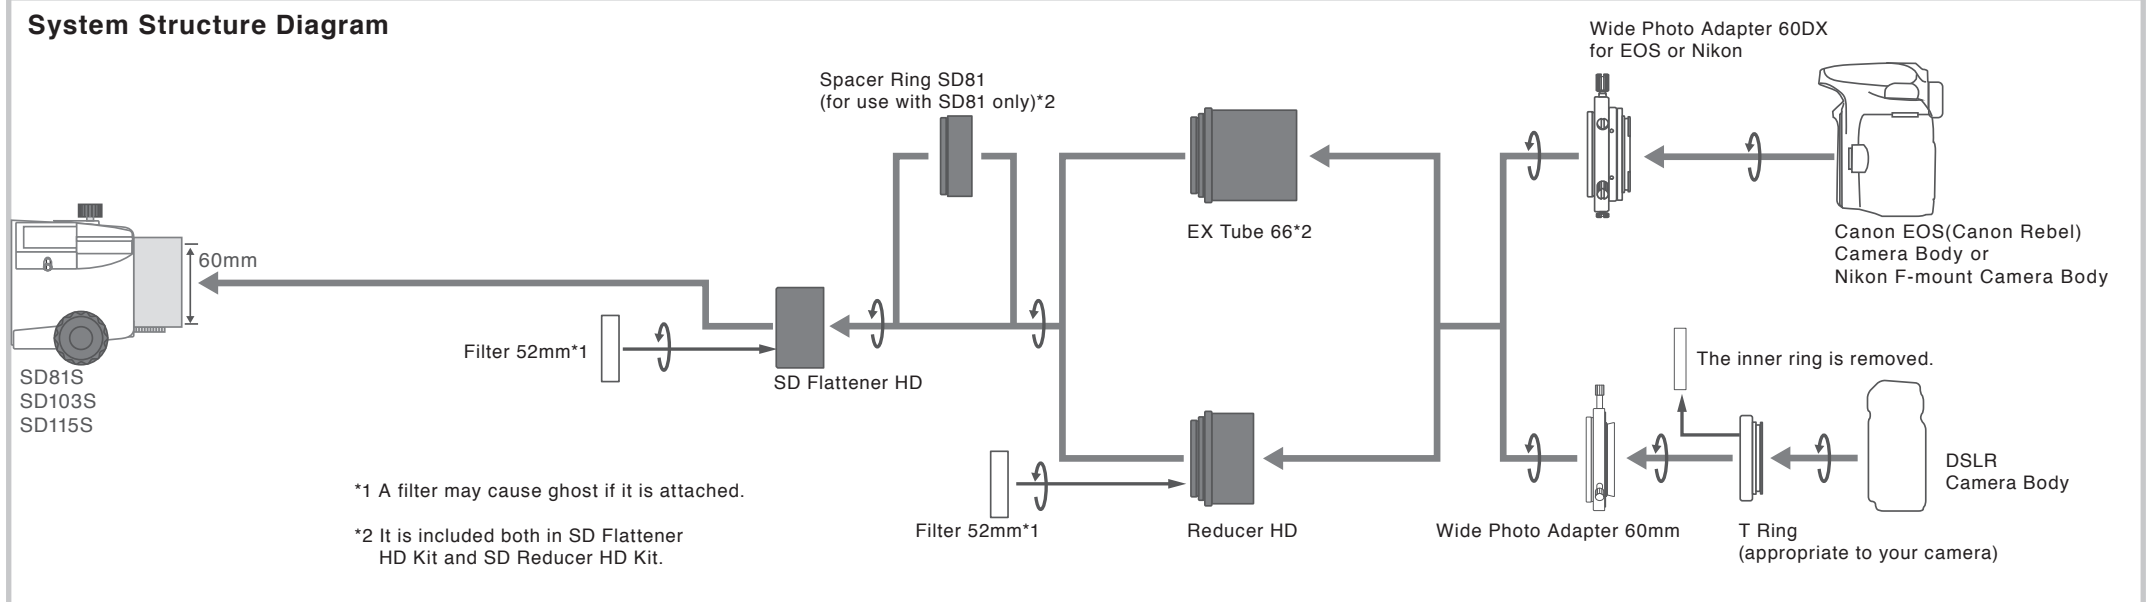 System Structure Diagram
Wide Photo Adapter 60DX
for EOS or Nikon
Spacer Ring SD81
(for use with SD81 only)*2
EX Tube 66*2
Canon EOS(Canon Rebel)
Camera Body or
Nikon F-mount Camera Body
60mm
Filter 52mm*1
SD Flattener HD
The inner ring is removed.
SD81S
SD103S
SD115S
DSLR
Camera Body
*1 A filter may cause ghost if it is attached.
*2 It is included both in SD Flattener
HD Kit and SD Reducer HD Kit.
Filter 52mm*1
Reducer HD
Wide Photo Adapter 60mm
T Ring
(appropriate to your camera)